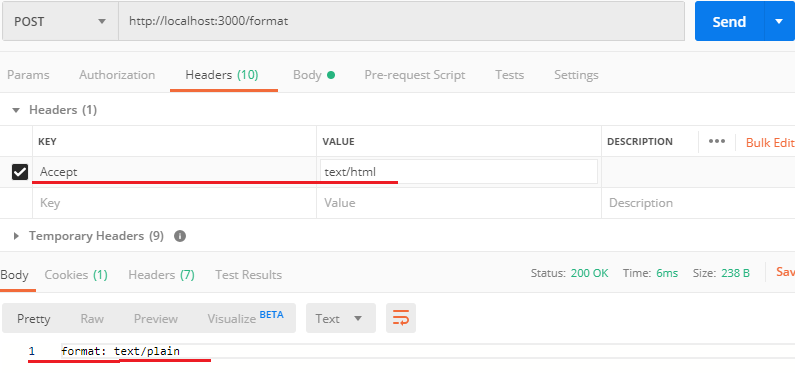 POST http://localhost:3000/format Send
Params Authorization Headers (10) Body Pre-request Script Tests Settings
Headers (1)
KEY VALUE DESCRIPTION ••• Bulk Edit
Accept text/html
Key Value Description
Temporary Headers (9) i
Body Cookies (1) Headers (7) Test Results Status: 200 OK Time: 6ms Size: 238 B Sav
Pretty Raw Preview Visualize BETA Text
1 format: text/plain